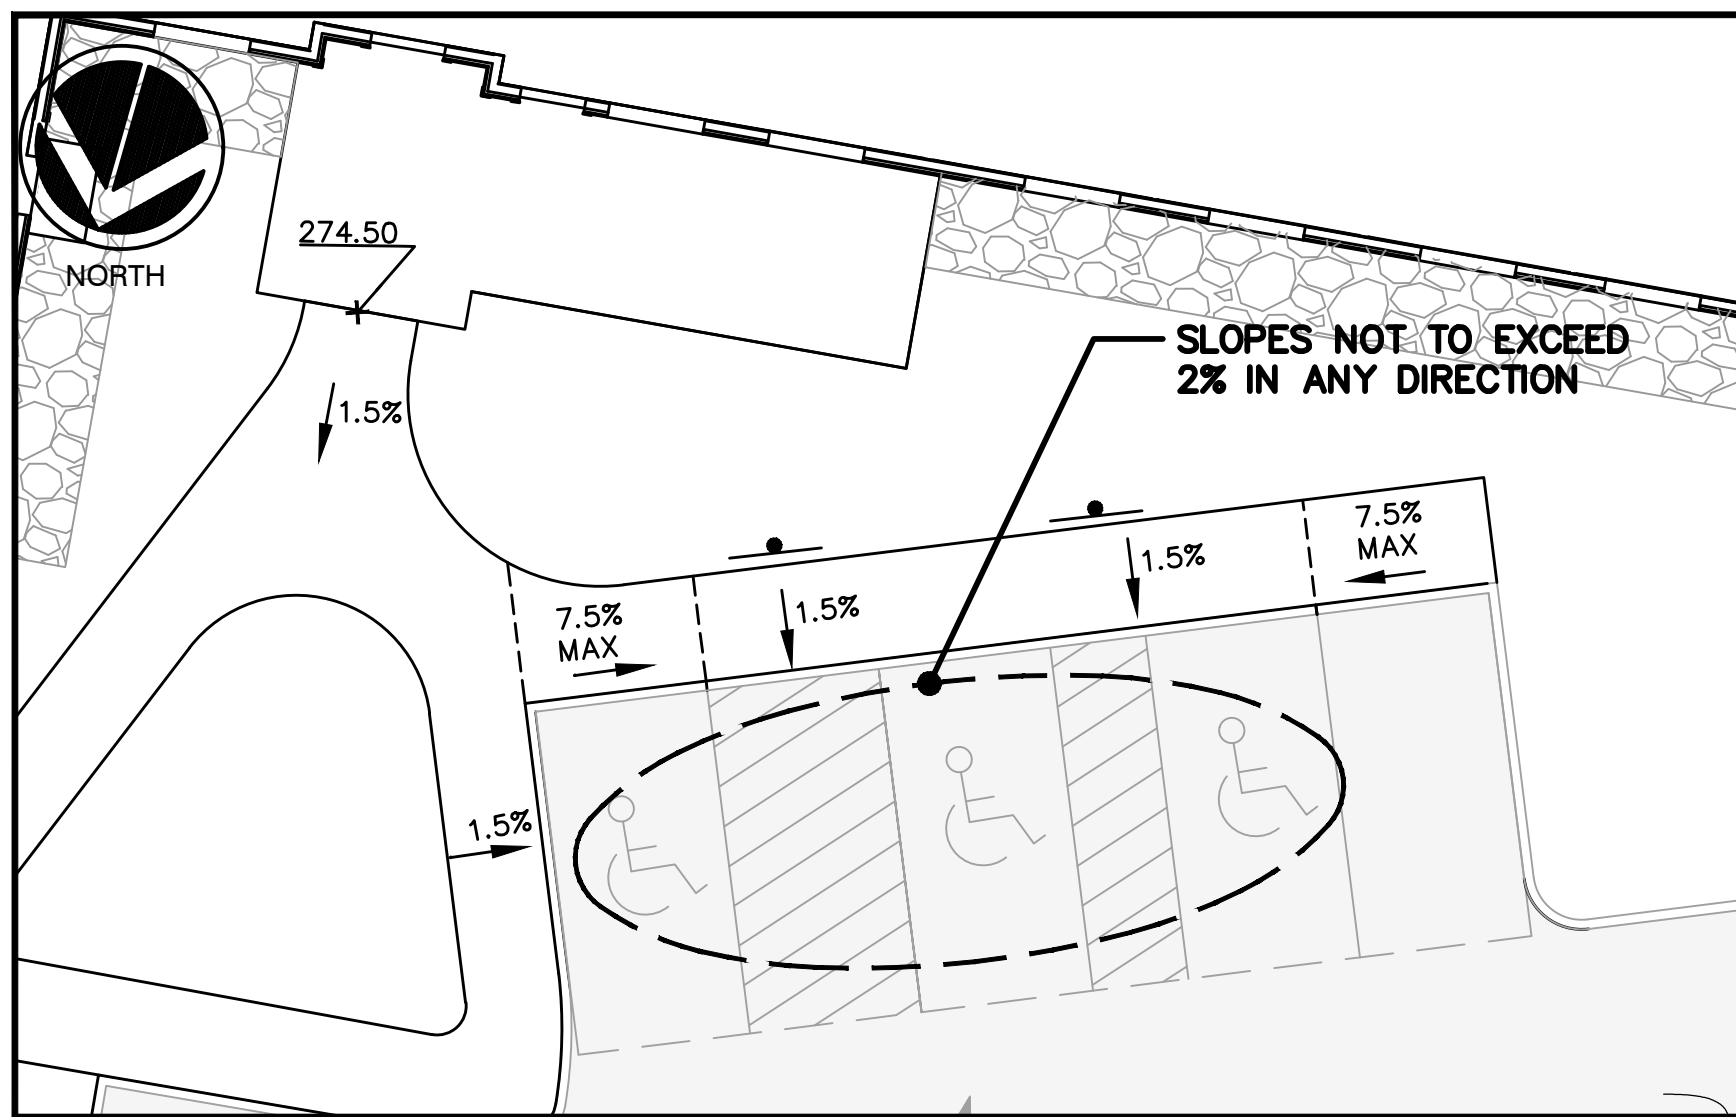 274.50
NORTH
SLOPES NOT TO EXCEED
2% IN ANY DIRECTION
1.5%
7.5%
MAX
1.5%
7.5%
MAX
1.5%
1.5%